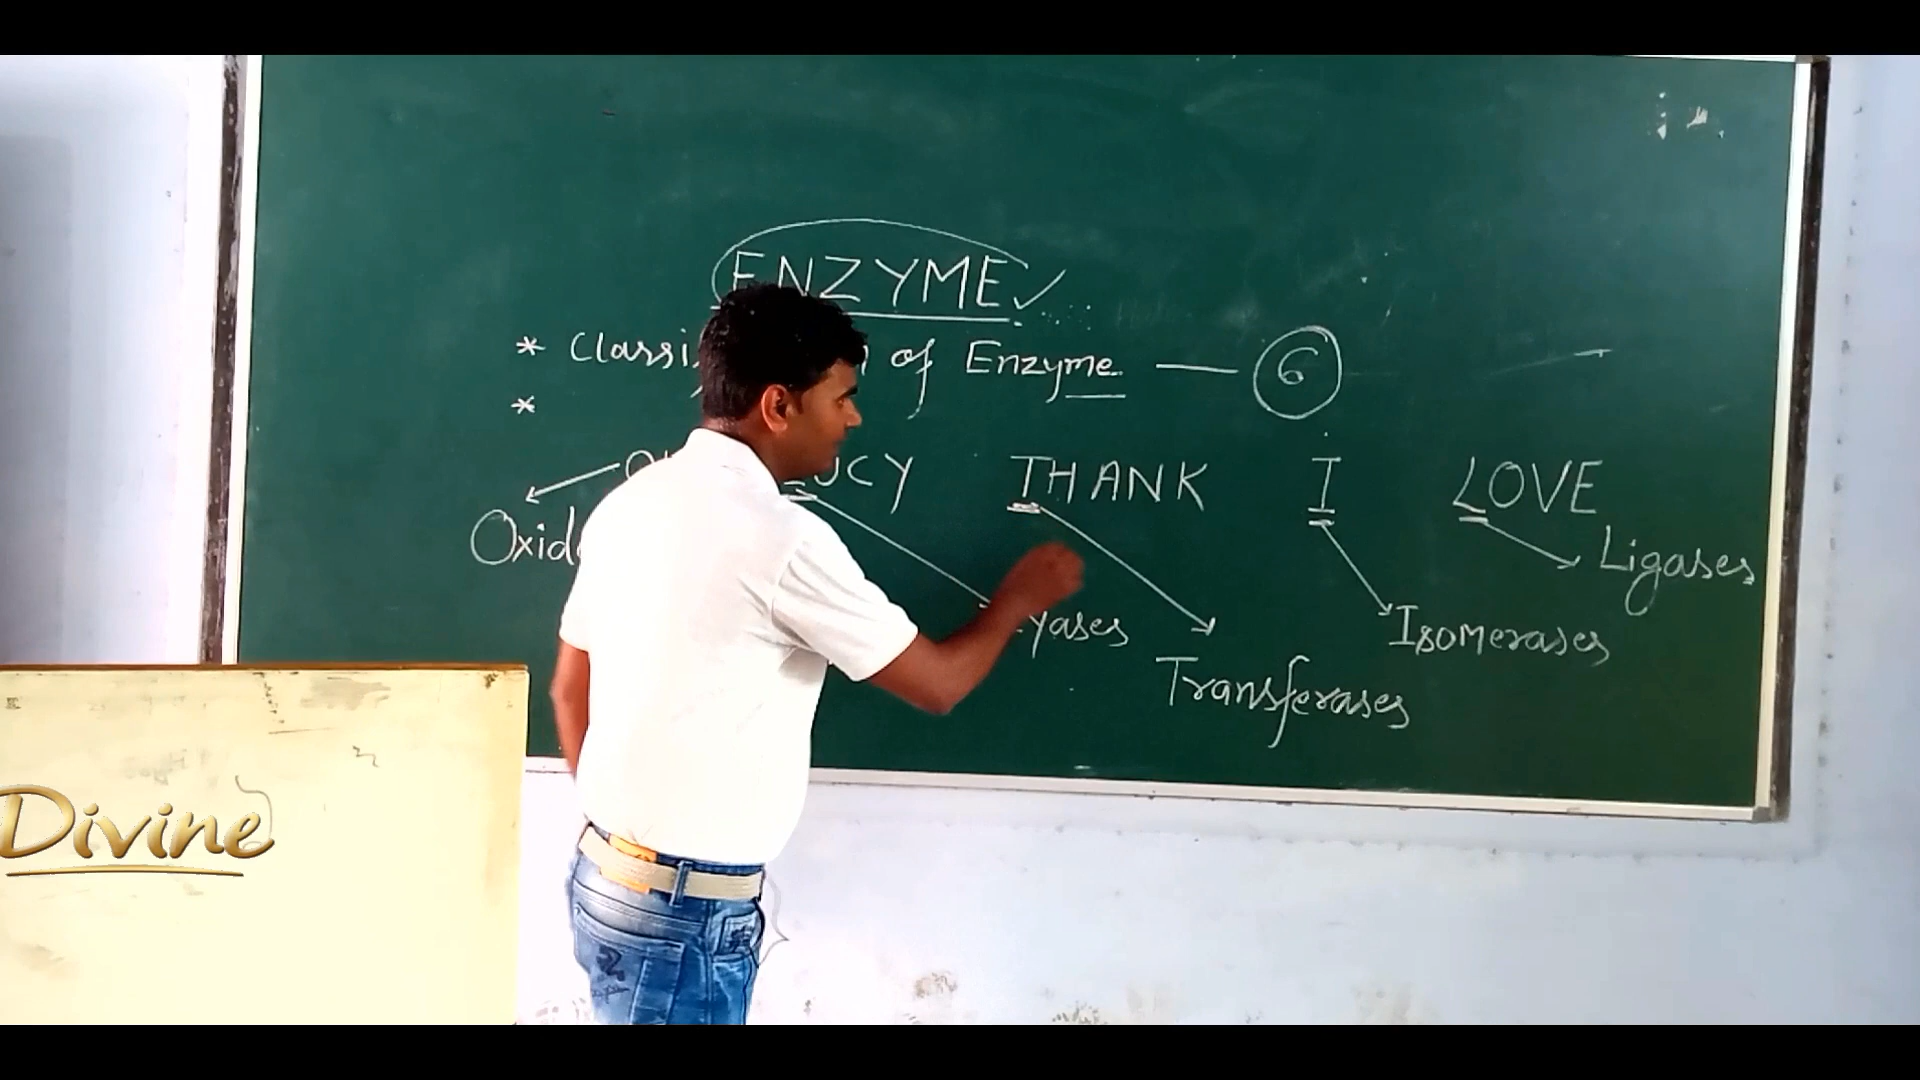 ENZYME
* Classi of Enzyme — 6
*
UCY THANK I LOVE
Oxid
Ligases
yases
Isomerases
Transferases
Divine